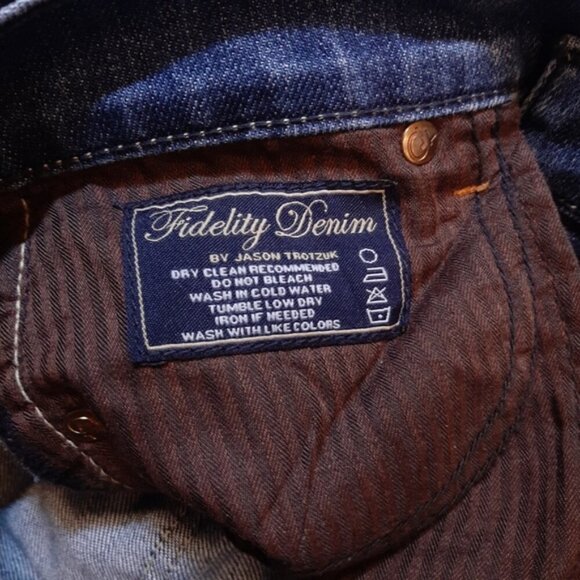 Fidelity Denim
BY JASON TROTZUK
DRY CLEAN RECOMMENDED
DO NOT BLEACH
WASH IN COLD WATER
TUMBLE LOW DRY
IRON IF NEEDED
WASH WITH LIKE COLORS